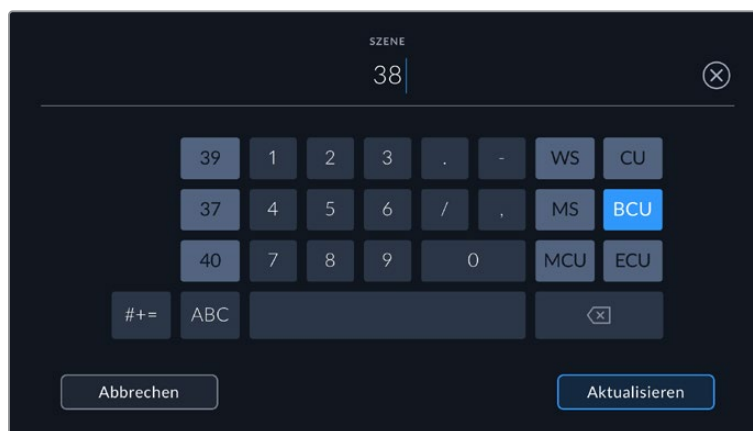 SZENE
38
39 1 2 3 . - WS CU
37 4 5 6 / , MS BCU
40 7 8 9 0 MCU ECU
#+= ABC
Abbrechen Aktualisieren